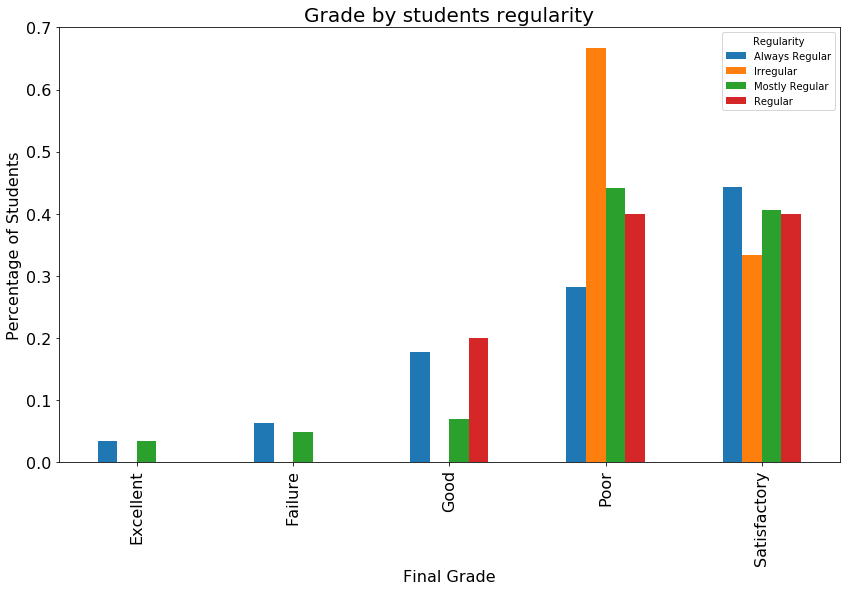 Grade by students regularity
Regularity
Always Regular
Irregular
Mostly Regular
Regular
Percentage of Students
0.7
0.6
0.5
0.4
0.3
0.2
0.1
0.0
Excellent
Failure
Good
Poor
Satisfactory
Final Grade